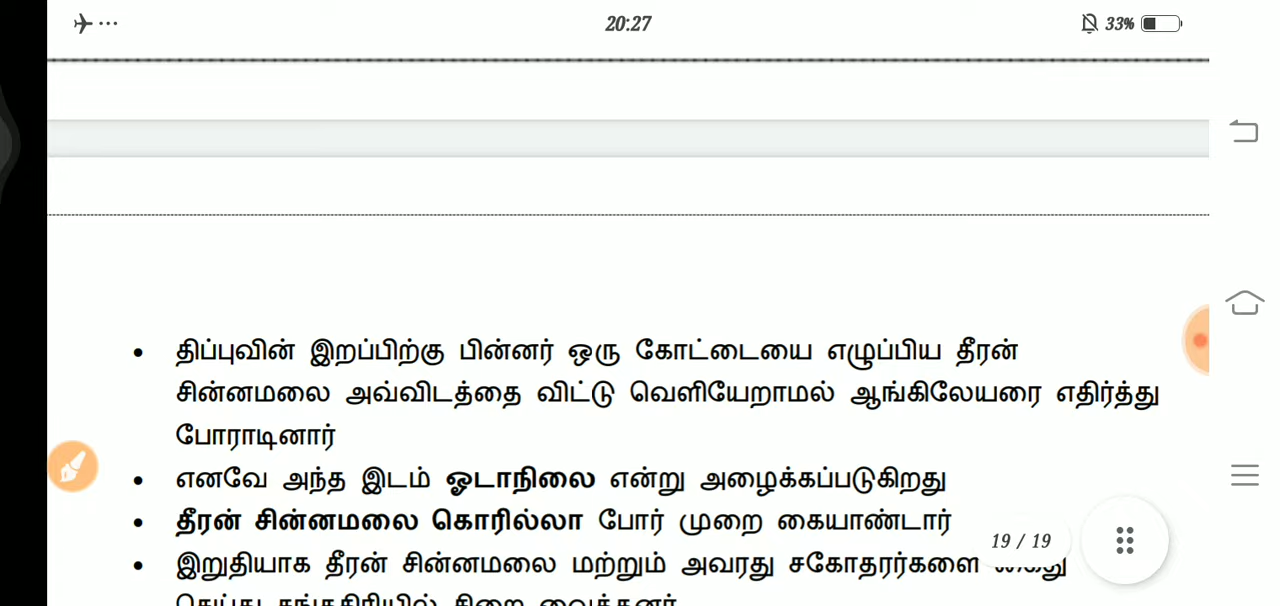 20:27
33%
திப்புவின் இறப்பிற்கு பின்னர் ஒரு கோட்டையை எழுப்பிய தீரன்
சின்னமலை அவ்விடத்தை விட்டு வெளியேறாமல் ஆங்கிலேயரை எதிர்த்து
போராடினார்
எனவே அந்த இடம் ஓடாநிலை என்று அழைக்கப்படுகிறது
தீரன் சின்னமலை கொரில்லா போர் முறை கையாண்டார்
19 / 19
இறுதியாக தீரன் சின்னமலை மற்றும் அவரது சகோதரர்களை